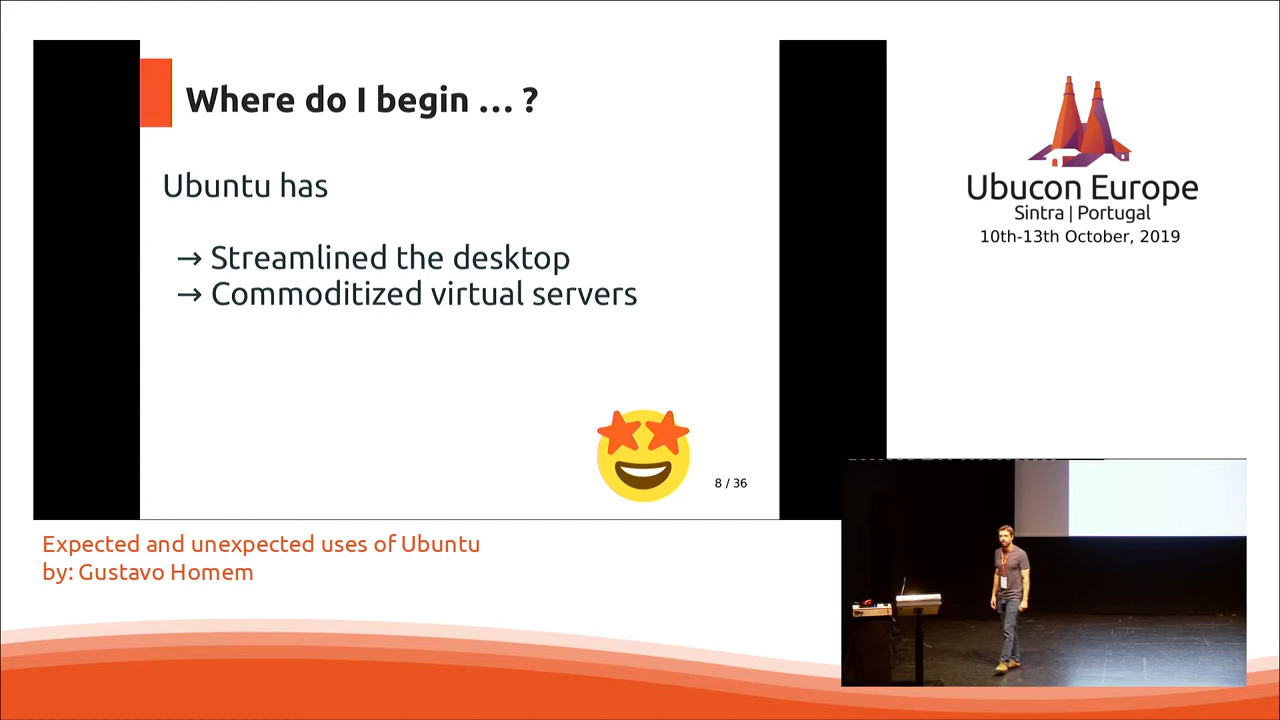 Where do I begin … ?
Ubuntu has
→ Streamlined the desktop
→ Commoditized virtual servers
8 / 36
Ubucon Europe
Sintra | Portugal
10th-13th October, 2019
Expected and unexpected uses of Ubuntu
by: Gustavo Homem